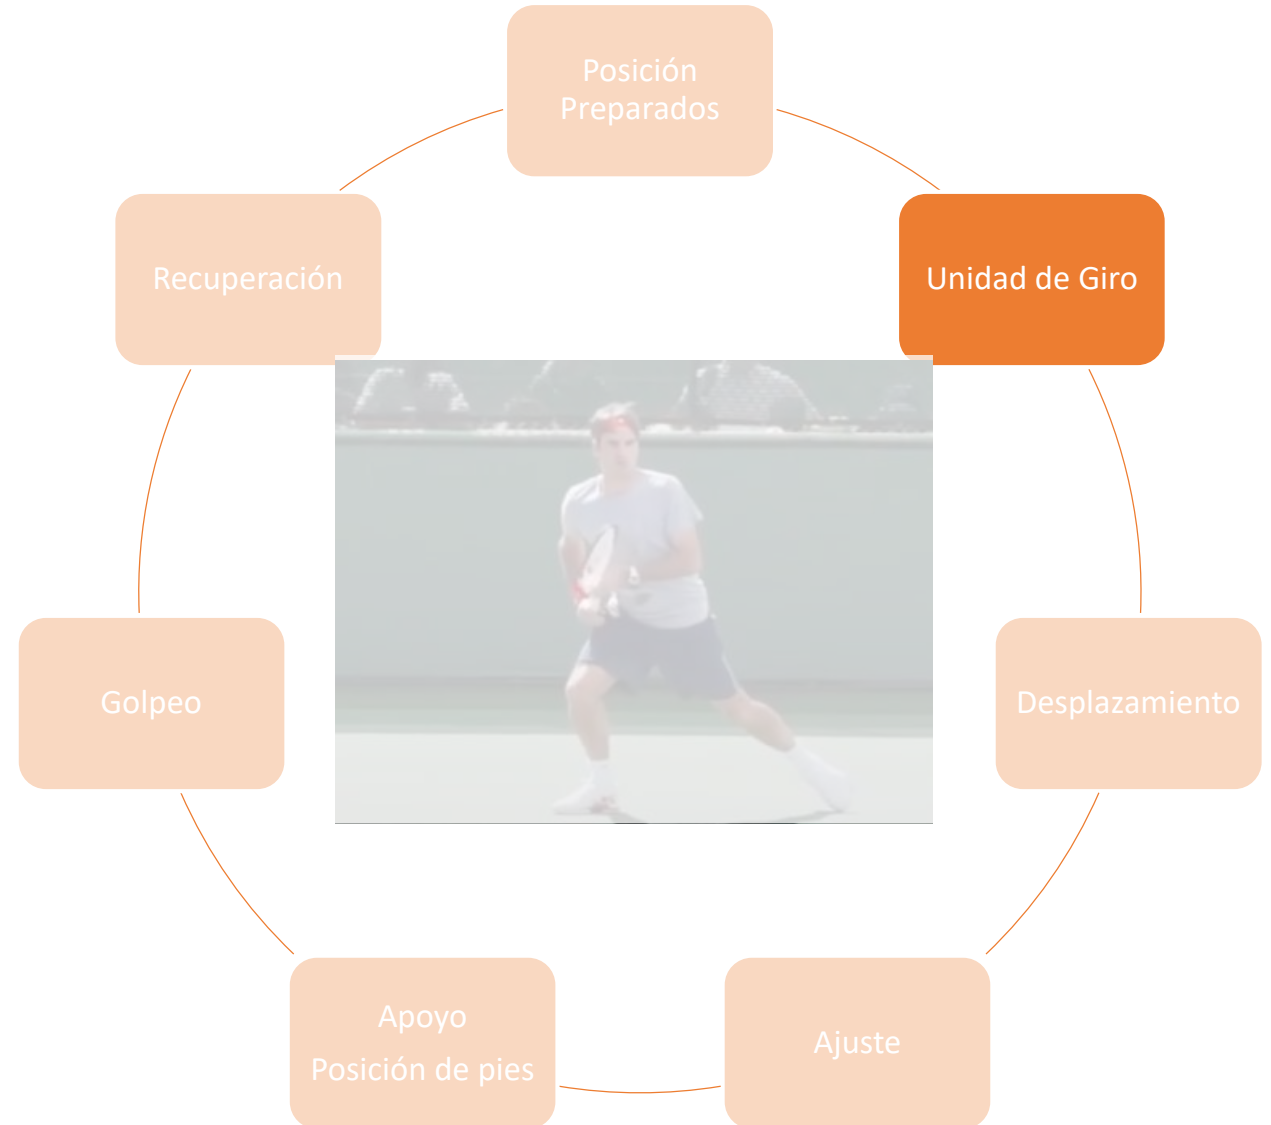 Posición
Preparados
Unidad de Giro
Desplazamiento
Ajuste
Apoyo
Posición de pies
Golpeo
Recuperación